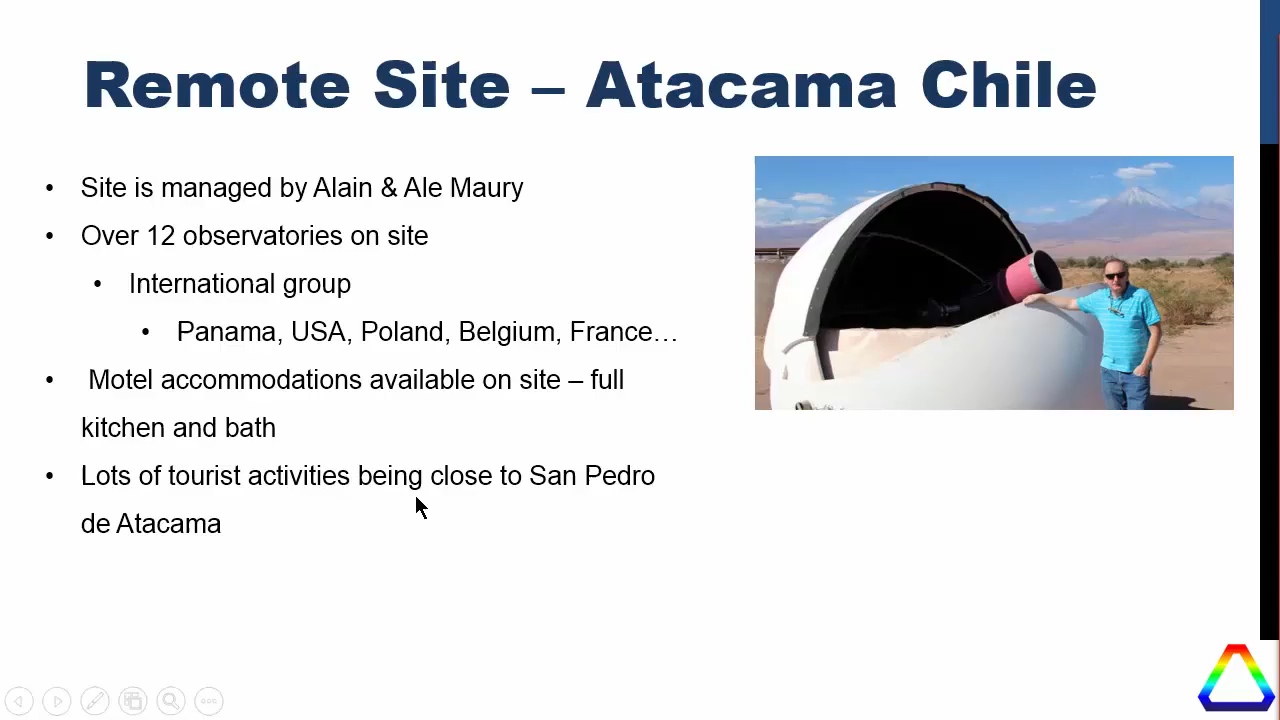 Remote Site – Atacama Chile
• Site is managed by Alain & Ale Maury
• Over 12 observatories on site
• International group
• Panama, USA, Poland, Belgium, France…
• Motel accommodations available on site – full
kitchen and bath
• Lots of tourist activities being close to San Pedro
de Atacama